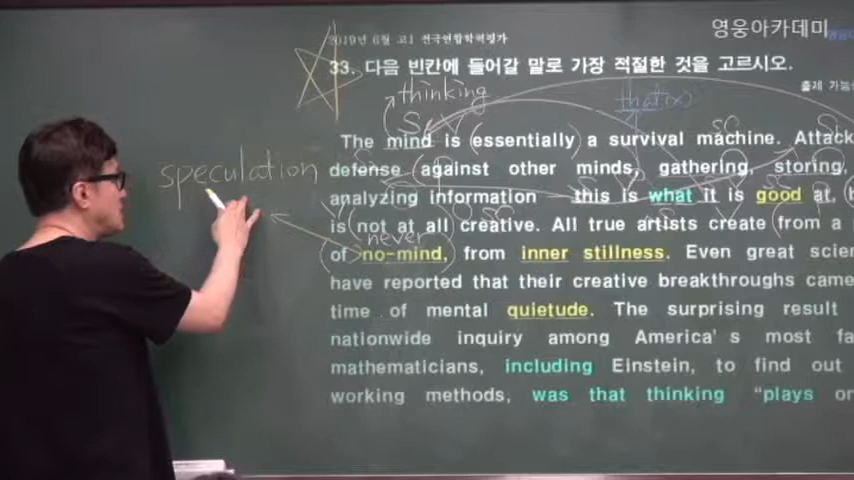 영웅아카데미
2019년 6월 고1 전국연합학력평가
33. 다음 빈칸에 들어갈 말로 가장 적절한 것을 고르시오.
출제 가능
thinking
that(x)
S V
The mind is (essentially) a survival machine. Attack
speculation
defense (against other minds, gathering, storing,
analyzing information — this is what it is good at,
is (not at all) creative. All true artists create (from a
never
of no-mind, from inner stillness. Even great scien
have reported that their creative breakthroughs came
time of mental quietude. The surprising result
nationwide inquiry among America's most fa
mathematicians, including Einstein, to find out
working methods, was that thinking "plays on